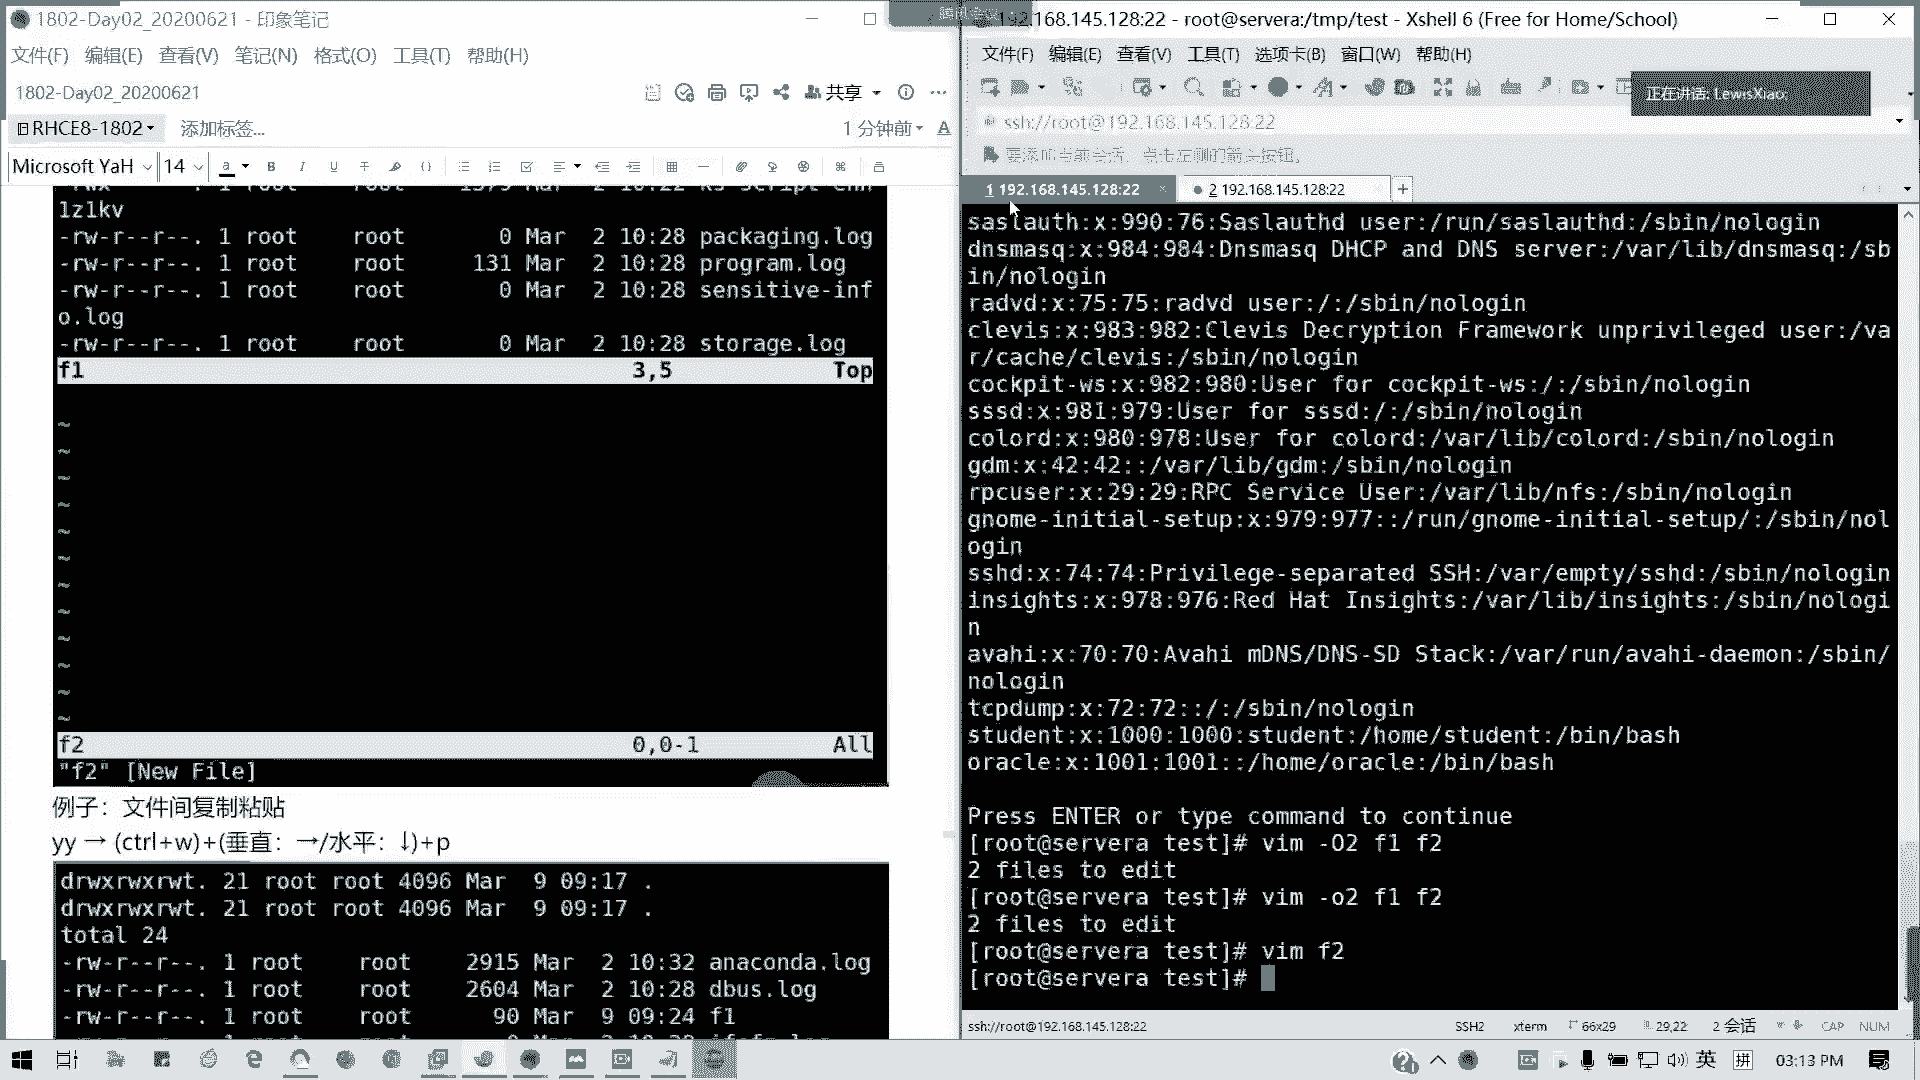 1802-Day02_20200621 - 印象笔记
文件(F) 编辑(E) 查看(V) 笔记(N) 格式(O) 工具(T) 帮助(H)
1802-Day02_20200621
共享
RHCE8-1802 添加标签...
1 分钟前
Microsoft YaH 14
1z1kv
-rw-r--r--. 1 root root 0 Mar 2 10:28 packaging.log
-rw-r--r--. 1 root root 131 Mar 2 10:28 program.log
-rw-r--r--. 1 root root 0 Mar 2 10:28 sensitive-inf
o.log
-rw-r--r--. 1 root root 0 Mar 2 10:28 storage.log
f1 3,5 Top
~
~
~
~
~
~
~
~
~
~
~
~
f2 0,0-1 All
"f2" [New File]
例子：文件间复制粘贴
yy → (ctrl+w)+(垂直：→/水平：↓)+p
drwxrwxrwt. 21 root root 4096 Mar 9 09:17 .
drwxrwxrwt. 21 root root 4096 Mar 9 09:17 .
total 24
-rw-r--r--. 1 root root 2915 Mar 2 10:32 anaconda.log
-rw-r--r--. 1 root root 2604 Mar 2 10:28 dbus.log
-rw-r--r--. 1 root root 90 Mar 9 09:24 f1
192.168.145.128:22 - root@servera:/tmp/test - Xshell 6 (Free for Home/School)
文件(F) 编辑(E) 查看(V) 工具(T) 选项卡(B) 窗口(W) 帮助(H)
正在讲话: LewisXiao;
ssh://root@192.168.145.128:22
要添加当前会话，点击左侧的箭头按钮。
1 192.168.145.128:22 2 192.168.145.128:22
saslauth:x:990:76:Saslauthd user:/run/saslauthd:/sbin/nologin
dnsmasq:x:984:984:Dnsmasq DHCP and DNS server:/var/lib/dnsmasq:/sb
in/nologin
radvd:x:75:75:radvd user:/:/sbin/nologin
clevis:x:983:982:Clevis Decryption Framework unprivileged user:/va
r/cache/clevis:/sbin/nologin
cockpit-ws:x:982:980:User for cockpit-ws:/:/sbin/nologin
sssd:x:981:979:User for sssd:/:/sbin/nologin
colord:x:980:978:User for colord:/var/lib/colord:/sbin/nologin
gdm:x:42:42::/var/lib/gdm:/sbin/nologin
rpcuser:x:29:29:RPC Service User:/var/lib/nfs:/sbin/nologin
gnome-initial-setup:x:979:977::/run/gnome-initial-setup/:/sbin/nol
ogin
sshd:x:74:74:Privilege-separated SSH:/var/empty/sshd:/sbin/nologin
insights:x:978:976:Red Hat Insights:/var/lib/insights:/sbin/nologi
n
avahi:x:70:70:Avahi mDNS/DNS-SD Stack:/var/run/avahi-daemon:/sbin/
nologin
tcpdump:x:72:72::/:/sbin/nologin
student:x:1000:1000:student:/home/student:/bin/bash
oracle:x:1001:1001::/home/oracle:/bin/bash
Press ENTER or type command to continue
[root@servera test]# vim -O2 f1 f2
2 files to edit
[root@servera test]# vim -o2 f1 f2
2 files to edit
[root@servera test]# vim f2
[root@servera test]#
ssh://root@192.168.145.128:22 SSH2 xterm 66x29 29,22 2 会话 CAP NUM
英 拼 03:13 PM